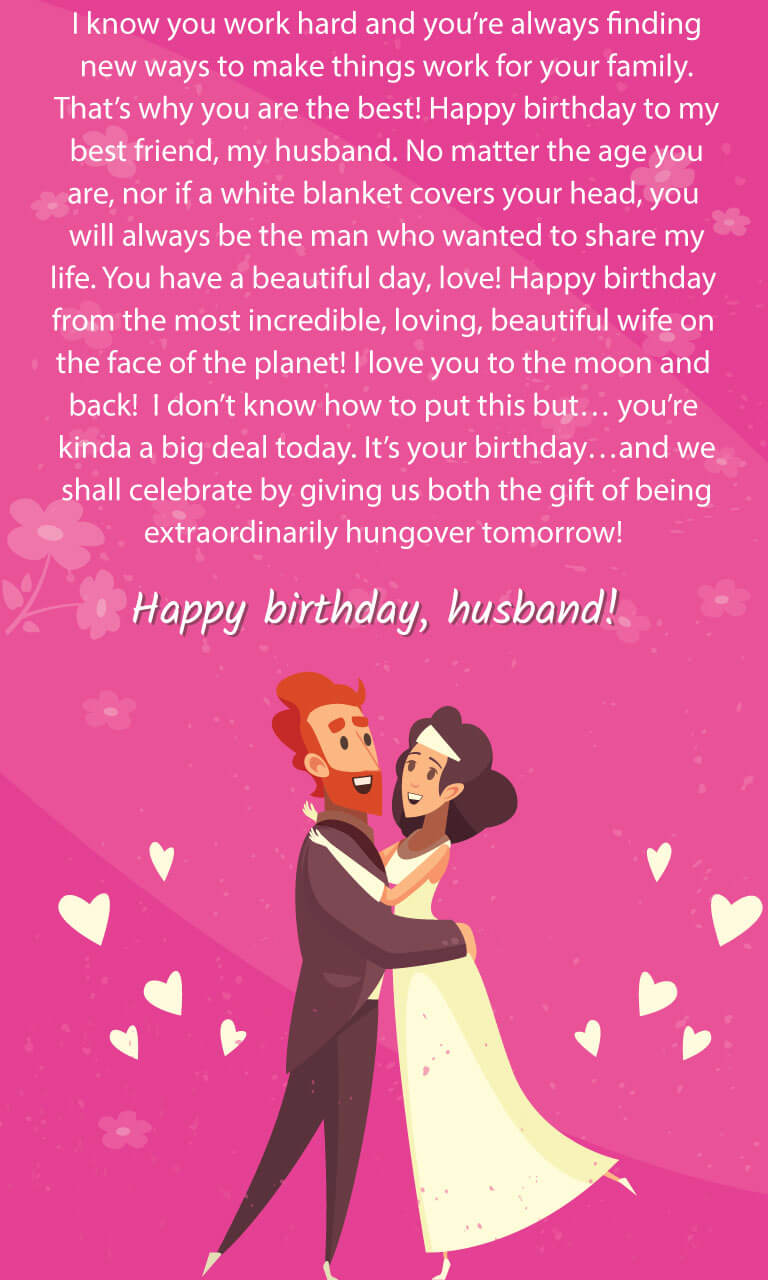 I know you work hard and you’re always finding
new ways to make things work for your family.
That’s why you are the best! Happy birthday to my
best friend, my husband. No matter the age you
are, nor if a white blanket covers your head, you
will always be the man who wanted to share my
life. You have a beautiful day, love! Happy birthday
from the most incredible, loving, beautiful wife on
the face of the planet! I love you to the moon and
back!  I don’t know how to put this but… you’re
kinda a big deal today. It’s your birthday…and we
shall celebrate by giving us both the gift of being
extraordinarily hungover tomorrow!
Happy birthday, husband!